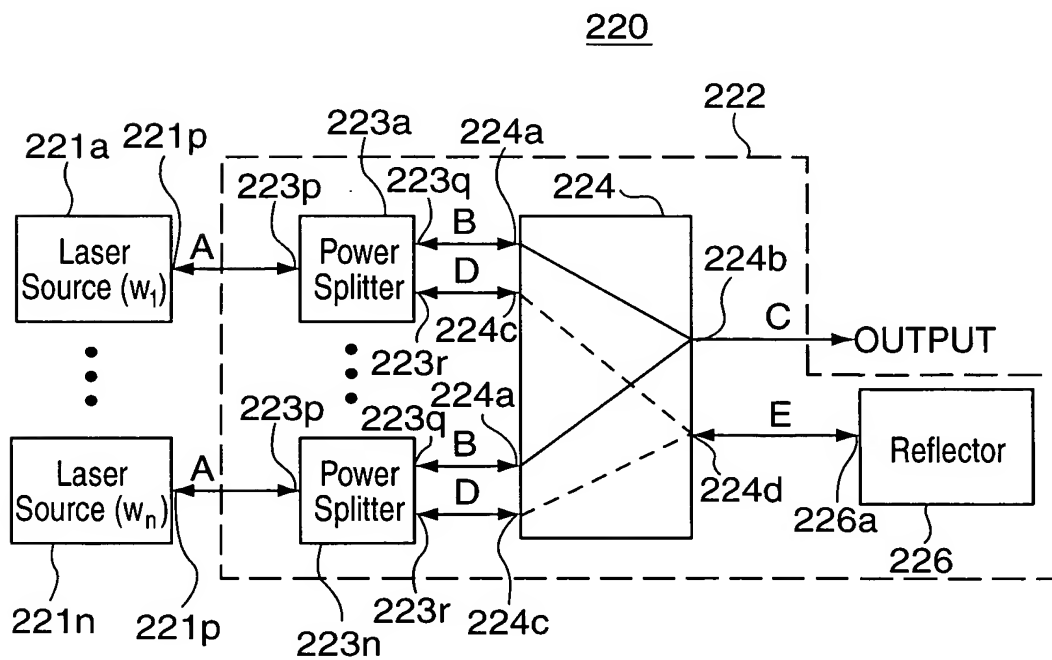 220
222
223a
224a
221p
221a
223q
224
223p
B
224b
A
Laser
Source (w₁)
Power
Splitter
D
C
OUTPUT
224c
223r
224a
223p
223q
B
E
Reflector
A
Laser
Source (wₙ)
Power
Splitter
D
224d
226a
226
221n
221p
223n
223r
224c